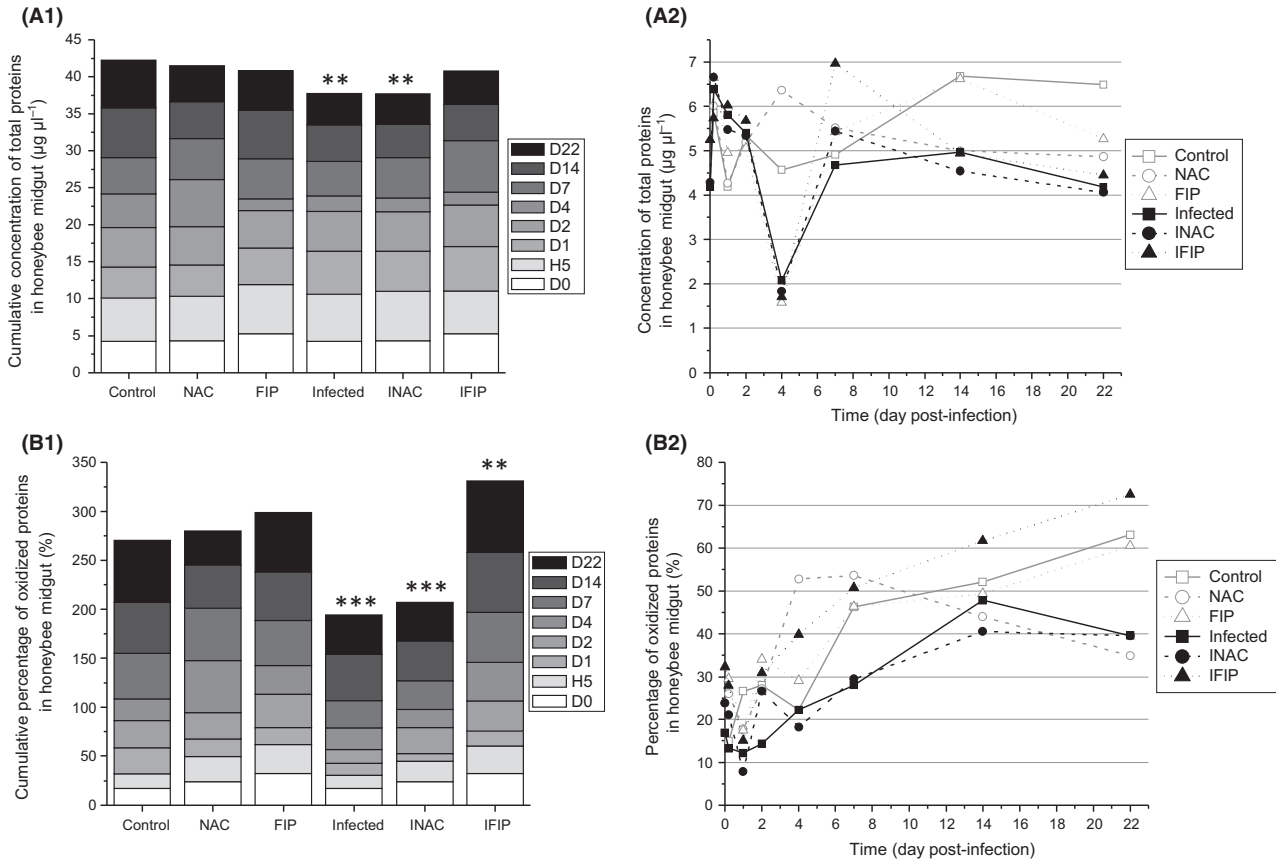 (A1)
45
40
35
30
25
20
15
10
5
0
Cumulative concentration of total proteins
in honeybee midgut (µg µl⁻¹)
** **
Control NAC FIP Infected INAC IFIP
D22
D14
D7
D4
D2
D1
H5
D0
(A2)
7
6
5
4
3
2
1
0
Concentration of total proteins
in honeybee midgut (µg µl⁻¹)
0 2 4 6 8 10 12 14 16 18 20 22
Time (day post-infection)
Control
NAC
FIP
Infected
INAC
IFIP
(B1)
350
300
250
200
150
100
50
0
Cumulative percentage of oxidized proteins
in honeybee midgut (%)
*** *** **
Control NAC FIP Infected INAC IFIP
D22
D14
D7
D4
D2
D1
H5
D0
(B2)
80
70
60
50
40
30
20
10
0
Percentage of oxidized proteins
in honeybee midgut (%)
0 2 4 6 8 10 12 14 16 18 20 22
Time (day post-infection)
Control
NAC
FIP
Infected
INAC
IFIP